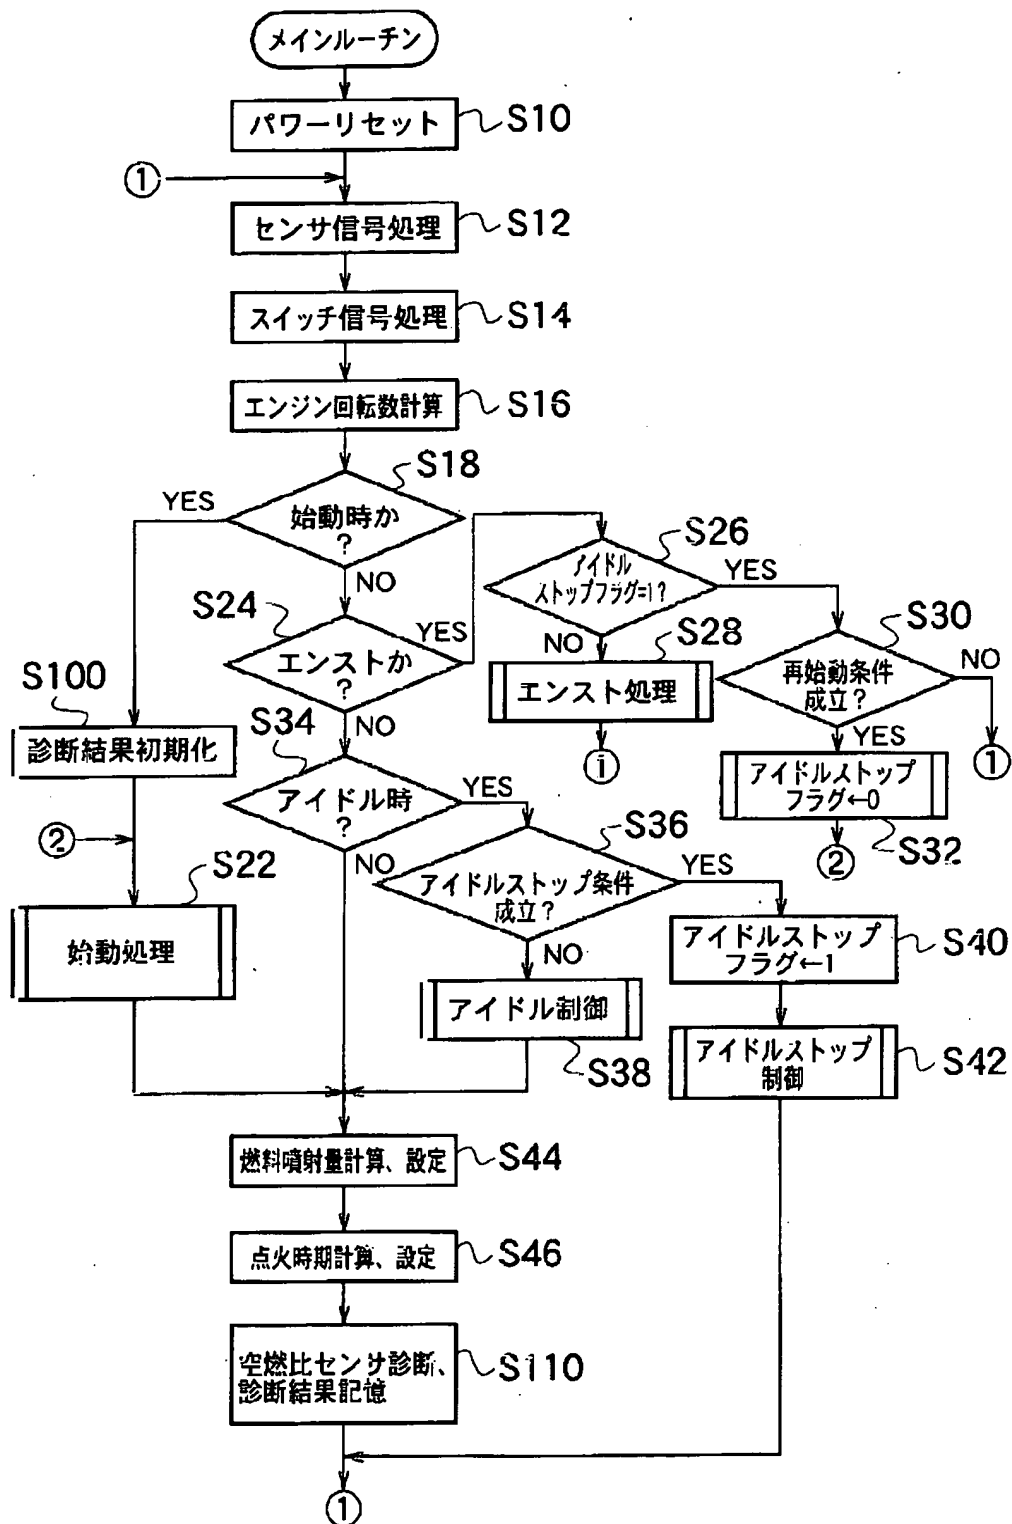 メインルーチン
パワーリセット
S10
①
センサ信号処理
S12
スイッチ信号処理
S14
エンジン回転数計算
S16
S18
YES
始動時か
?
NO
S24
YES
エンストか
?
NO
S26
アイドル
ストップフラグ=1?
YES
NO
S28
エンスト処理
①
S30
再始動条件
成立?
NO
①
YES
アイドルストップ
フラグ←0
S32
②
S100
診断結果初期化
②
S22
始動処理
S34
アイドル時
?
YES
NO
S36
アイドルストップ条件
成立?
YES
NO
アイドル制御
S38
アイドルストップ
フラグ←1
S40
アイドルストップ
制御
S42
燃料噴射量計算、設定
S44
点火時期計算、設定
S46
空燃比センサ診断、
診断結果記憶
S110
①